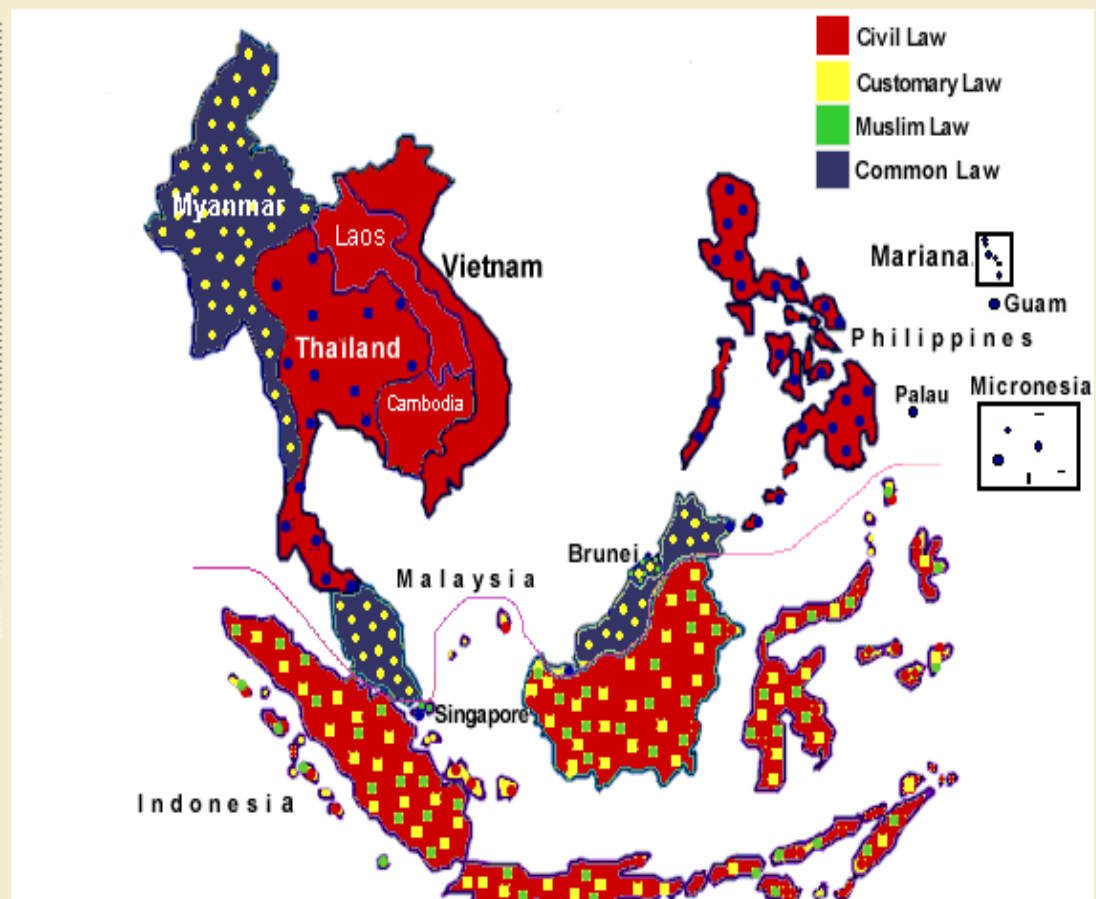 Civil Law
Customary Law
Muslim Law
Common Law
Myanmar
Laos
Vietnam
Mariana
Guam
Thailand
Philippines
Cambodia
Palau
Micronesia
Brunei
Malaysia
Singapore
Indonesia